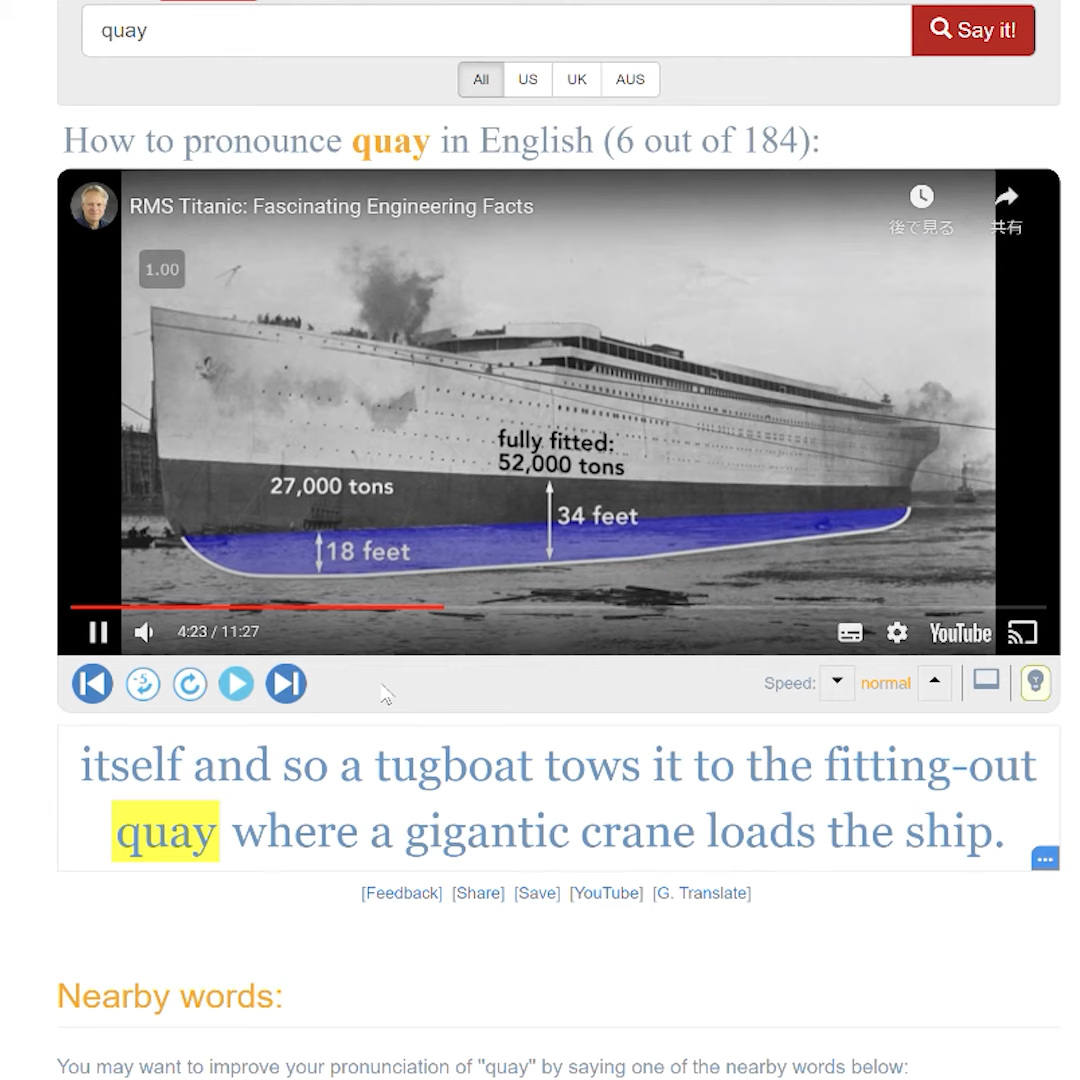 quay
Say it!
All US UK AUS
How to pronounce quay in English (6 out of 184):
RMS Titanic: Fascinating Engineering Facts
後で見る 共有
1.00
fully fitted:
52,000 tons
27,000 tons
34 feet
18 feet
4:23 / 11:27
YouTube
5
Speed: normal
itself and so a tugboat tows it to the fitting-out
quay where a gigantic crane loads the ship.
[Feedback] [Share] [Save] [YouTube] [G. Translate]
Nearby words:
You may want to improve your pronunciation of "quay" by saying one of the nearby words below: